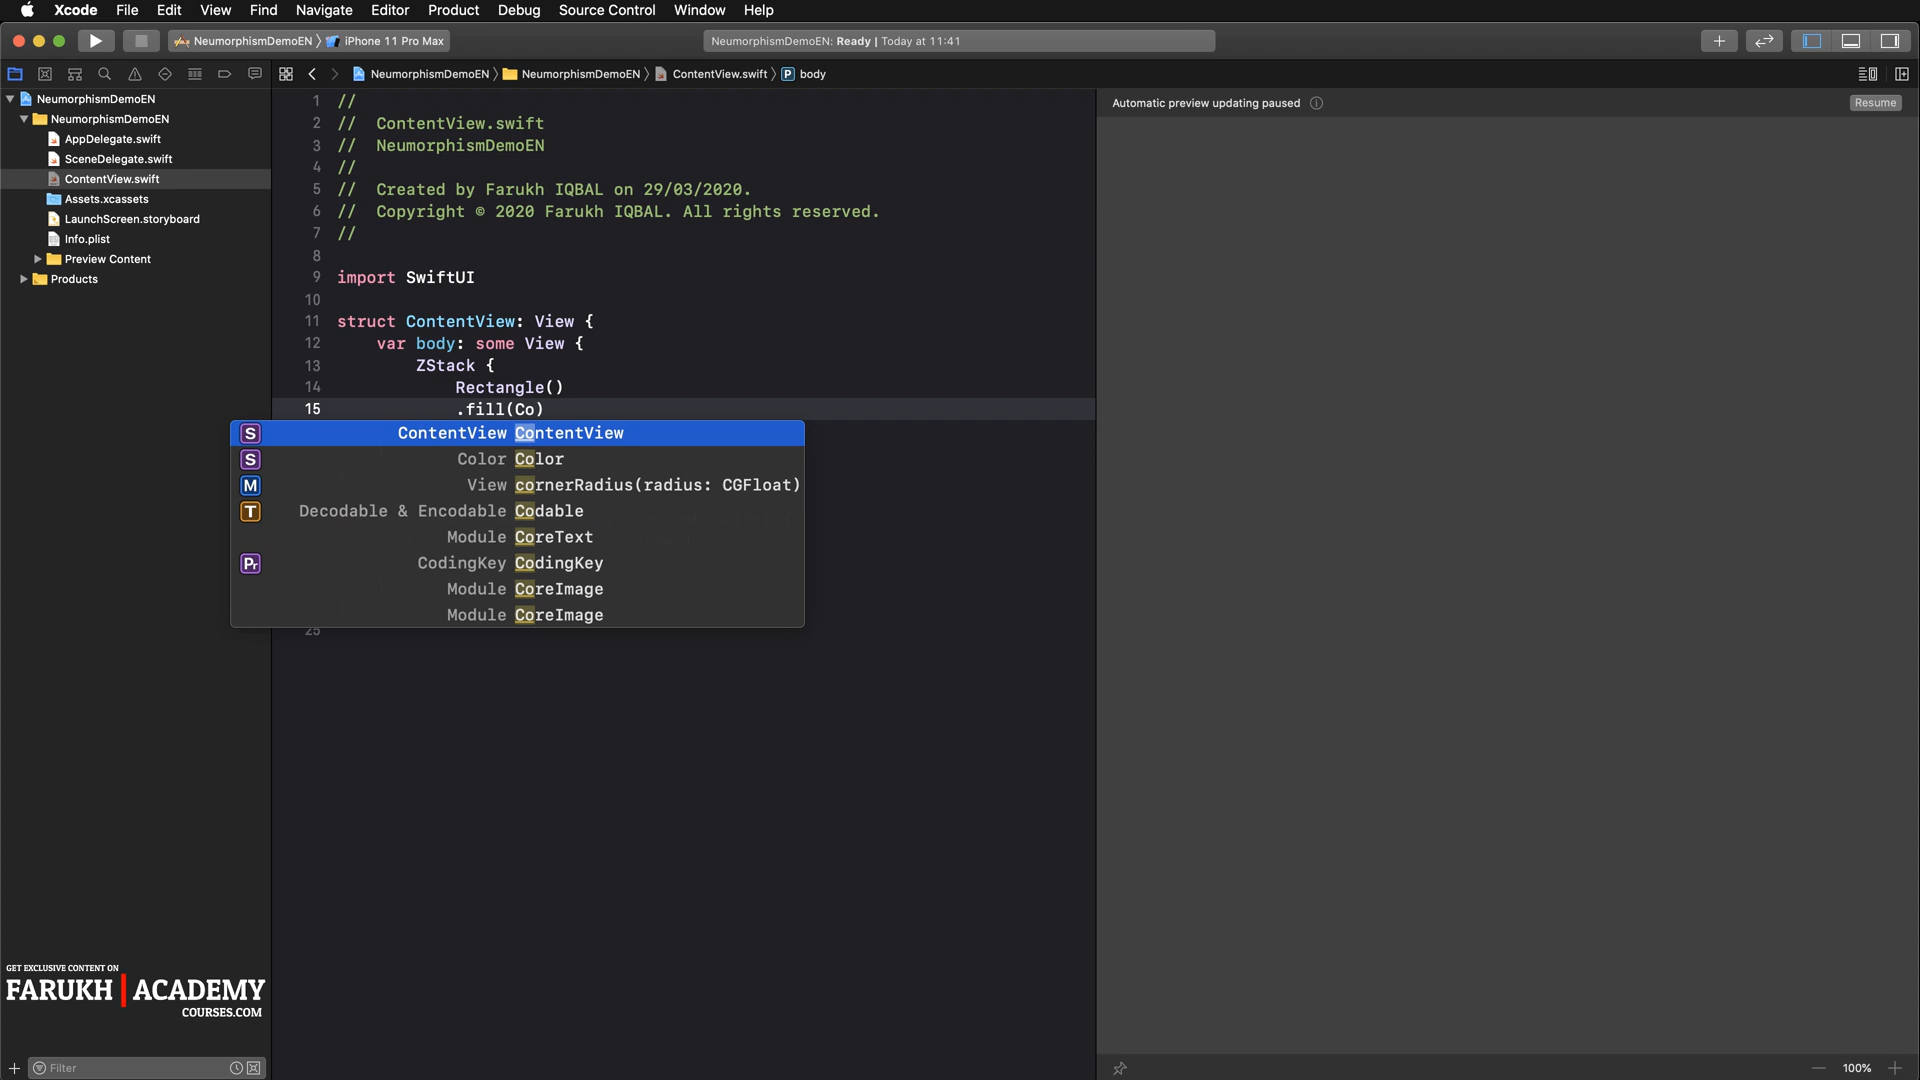 Xcode File Edit View Find Navigate Editor Product Debug Source Control Window Help
NeumorphismDemoEN 〉 iPhone 11 Pro Max
NeumorphismDemoEN: Ready | Today at 11:41
NeumorphismDemoEN 〉 NeumorphismDemoEN 〉 ContentView.swift 〉 P body
NeumorphismDemoEN
NeumorphismDemoEN
AppDelegate.swift
SceneDelegate.swift
ContentView.swift
Assets.xcassets
LaunchScreen.storyboard
Info.plist
Preview Content
Products
1 //
2 //  ContentView.swift
3 //  NeumorphismDemoEN
4 //
5 //  Created by Farukh IQBAL on 29/03/2020.
6 //  Copyright © 2020 Farukh IQBAL. All rights reserved.
7 //
8
9 import SwiftUI
10
11 struct ContentView: View {
12     var body: some View {
13         ZStack {
14             Rectangle()
15             .fill(Co)
S ContentView ContentView
S Color Color
M View cornerRadius(radius: CGFloat)
T Decodable & Encodable Codable
Module CoreText
Pr CodingKey CodingKey
Module CoreImage
Module CoreImage
25
Automatic preview updating paused
Resume
GET EXCLUSIVE CONTENT ON
FARUKH | ACADEMY
COURSES.COM
Filter
100%